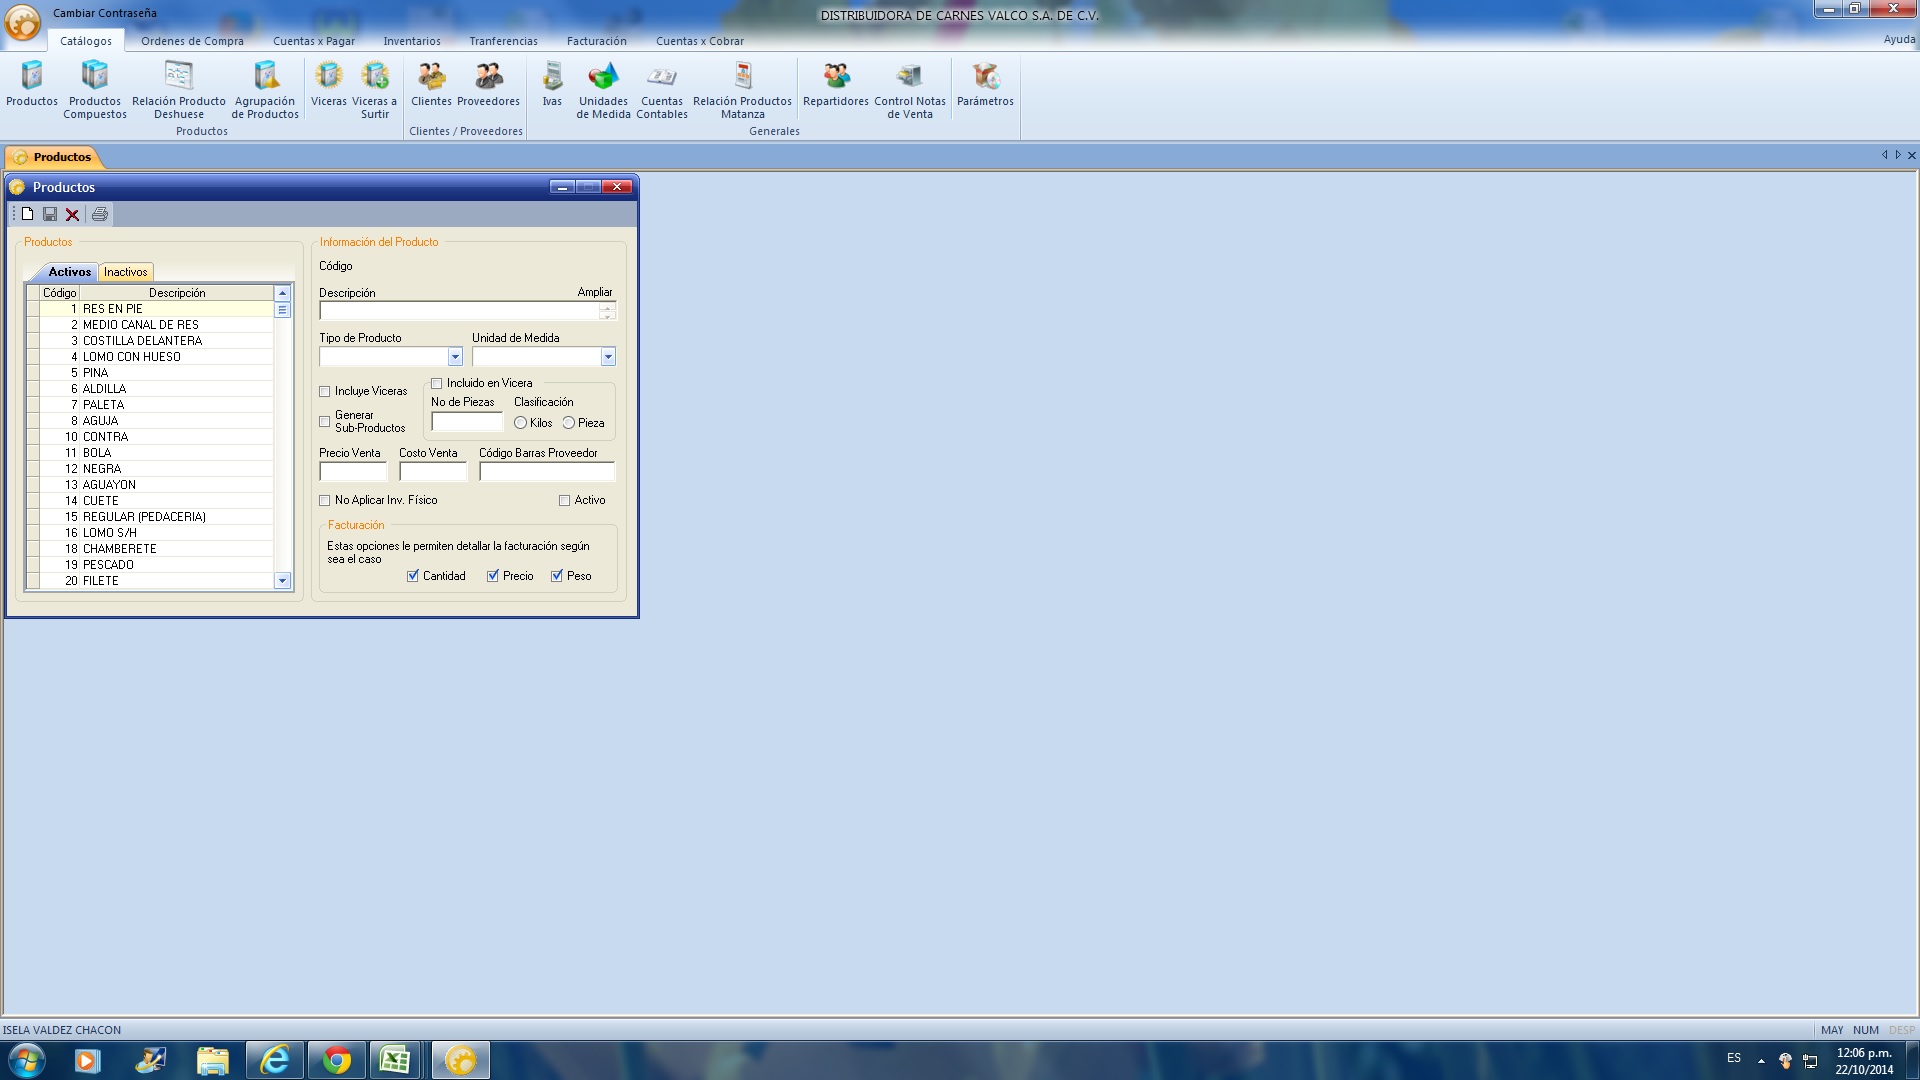 Cambiar Contraseña
DISTRIBUIDORA DE CARNES VALCO S.A. DE C.V.
Catálogos Ordenes de Compra Cuentas x Pagar Inventarios Tranferencias Facturación Cuentas x Cobrar Ayuda
Productos
Productos Compuestos
Relación Producto Deshuese
Agrupación de Productos
Viceras
Viceras a Surtir
Clientes
Proveedores
Ivas
Unidades de Medida
Cuentas Contables
Relación Productos Matanza
Repartidores
Control Notas de Venta
Parámetros
Productos
Clientes / Proveedores
Generales
Productos
Productos
Productos
Activos Inactivos
Código Descripción
1 RES EN PIE
2 MEDIO CANAL DE RES
3 COSTILLA DELANTERA
4 LOMO CON HUESO
5 PINA
6 ALDILLA
7 PALETA
8 AGUJA
10 CONTRA
11 BOLA
12 NEGRA
13 AGUAYON
14 CUETE
15 REGULAR (PEDACERIA)
16 LOMO S/H
18 CHAMBERETE
19 PESCADO
20 FILETE
Información del Producto
Código
Descripción Ampliar
Tipo de Producto Unidad de Medida
Incluye Viceras
Generar
Sub-Productos
Incluido en Vicera
No de Piezas Clasificación
Kilos Pieza
Precio Venta Costo Venta Código Barras Proveedor
No Aplicar Inv. Físico Activo
Facturación
Estas opciones le permiten detallar la facturación según
sea el caso
Cantidad Precio Peso
ISELA VALDEZ CHACON
MAY NUM DESP
ES
12:06 p.m.
22/10/2014